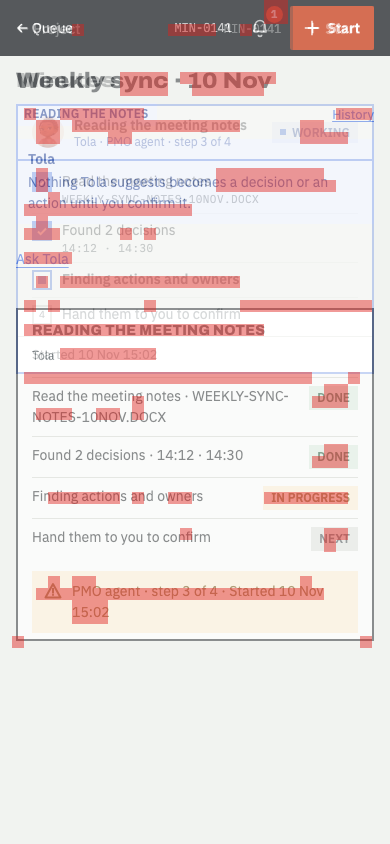 Queue
MIN-0141
1
Start
Weekly sync · 10 Nov
READING THE NOTES
History
Reading the meeting notes
WORKING
Tola · PMO agent · step 3 of 4
Tola
Nothing Tola suggests becomes a decision or an
action until you confirm it.
Read the meeting notes
WEEKLY-SYNC-NOTES-10NOV.DOCX
Found 2 decisions
14:12 · 14:30
Ask Tola
Finding actions and owners
4
Hand them to you to confirm
READING THE MEETING NOTES
Tola
Started 10 Nov 15:02
Read the meeting notes · WEEKLY-SYNC-
NOTES-10NOV.DOCX
DONE
Found 2 decisions · 14:12 · 14:30
DONE
Finding actions and owners
IN PROGRESS
Hand them to you to confirm
NEXT
PMO agent · step 3 of 4 · Started 10 Nov
15:02